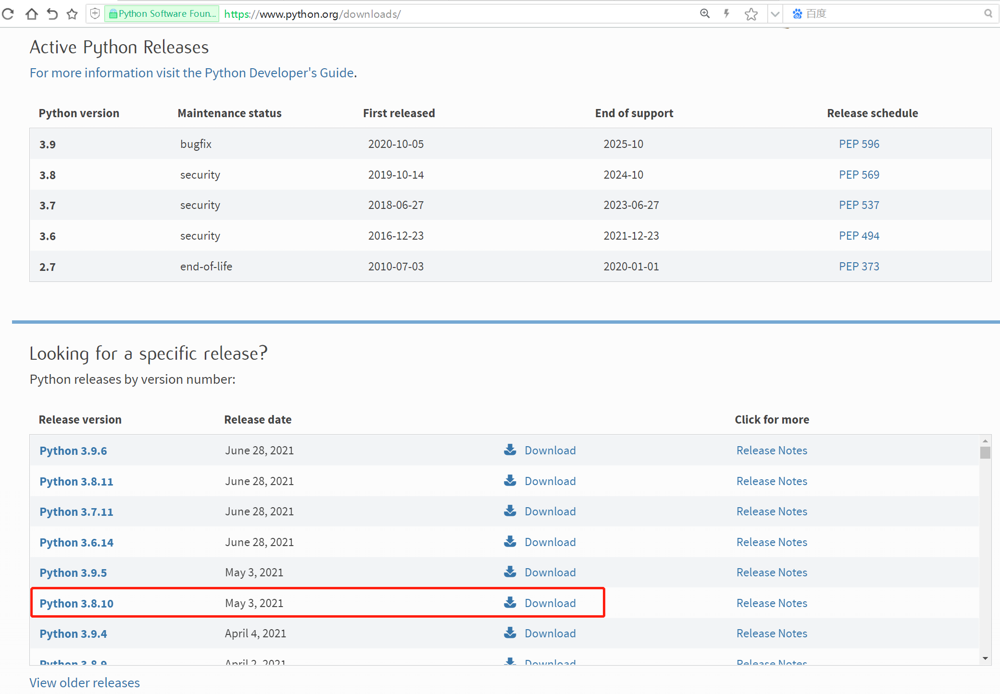 Python Software Foun... https://www.python.org/downloads/ 百度
Active Python Releases
For more information visit the Python Developer's Guide.
Python version Maintenance status First released End of support Release schedule
3.9 bugfix 2020-10-05 2025-10 PEP 596
3.8 security 2019-10-14 2024-10 PEP 569
3.7 security 2018-06-27 2023-06-27 PEP 537
3.6 security 2016-12-23 2021-12-23 PEP 494
2.7 end-of-life 2010-07-03 2020-01-01 PEP 373
Looking for a specific release?
Python releases by version number:
Release version Release date Click for more
Python 3.9.6 June 28, 2021 Download Release Notes
Python 3.8.11 June 28, 2021 Download Release Notes
Python 3.7.11 June 28, 2021 Download Release Notes
Python 3.6.14 June 28, 2021 Download Release Notes
Python 3.9.5 May 3, 2021 Download Release Notes
Python 3.8.10 May 3, 2021 Download Release Notes
Python 3.9.4 April 4, 2021 Download Release Notes
Python 3.8.9 April 2, 2021 Download Release Notes
View older releases